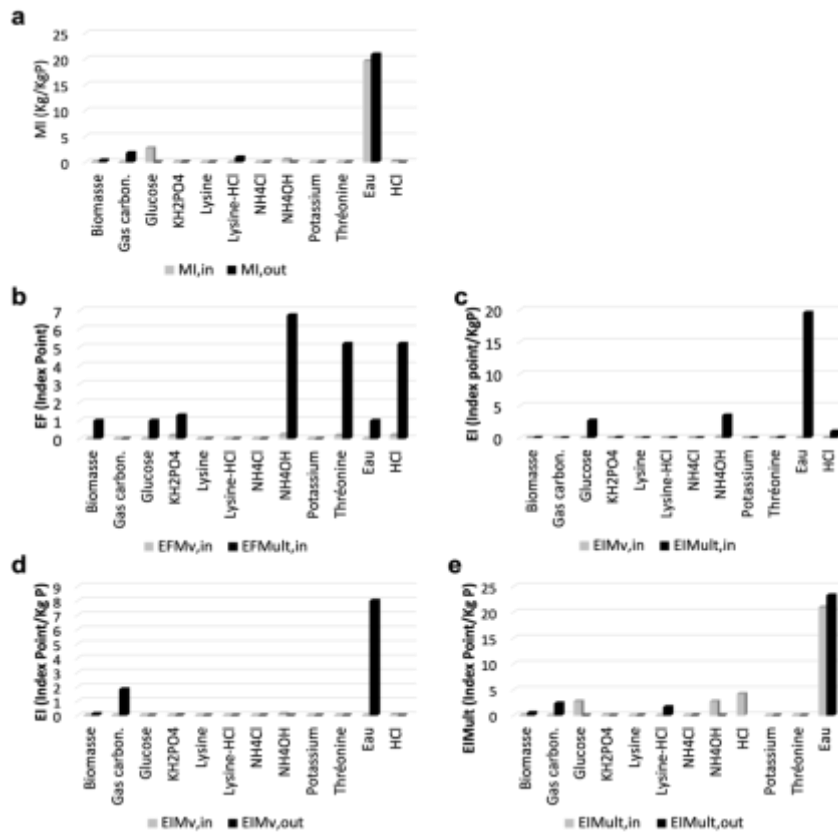 a
MI (Kg/KgP)
25
20
15
10
5
0
Biomasse
Gas carbon.
Glucose
KH2PO4
Lysine
Lysine-HCl
NH4Cl
NH4OH
Potassium
Thréonine
Eau
HCl
MI,in MI,out
b
EF (Index Point)
7
6
5
4
3
2
1
0
Biomasse
Gas carbon.
Glucose
KH2PO4
Lysine
Lysine-HCl
NH4Cl
NH4OH
Potassium
Thréonine
Eau
HCl
EFMv,in EFMult,in
c
EI (Index point/KgP)
20
15
10
5
0
Biomasse
Gas carbon.
Glucose
KH2PO4
Lysine
Lysine-HCl
NH4Cl
NH4OH
Potassium
Thréonine
Eau
HCl
EIMv,in EIMult,in
d
EI (Index Point/Kg P)
9
8
7
6
5
4
3
2
1
0
Biomasse
Gas carbon.
Glucose
KH2PO4
Lysine
Lysine-HCl
NH4Cl
NH4OH
Potassium
Thréonine
Eau
HCl
EIMv,in EIMv,out
e
EIMult (Index Point/Kg P)
25
20
15
10
5
0
Biomasse
Gas carbon.
Glucose
KH2PO4
Lysine
Lysine-HCl
NH4Cl
NH4OH
HCl
Potassium
Thréonine
Eau
EIMult,in EIMult,out